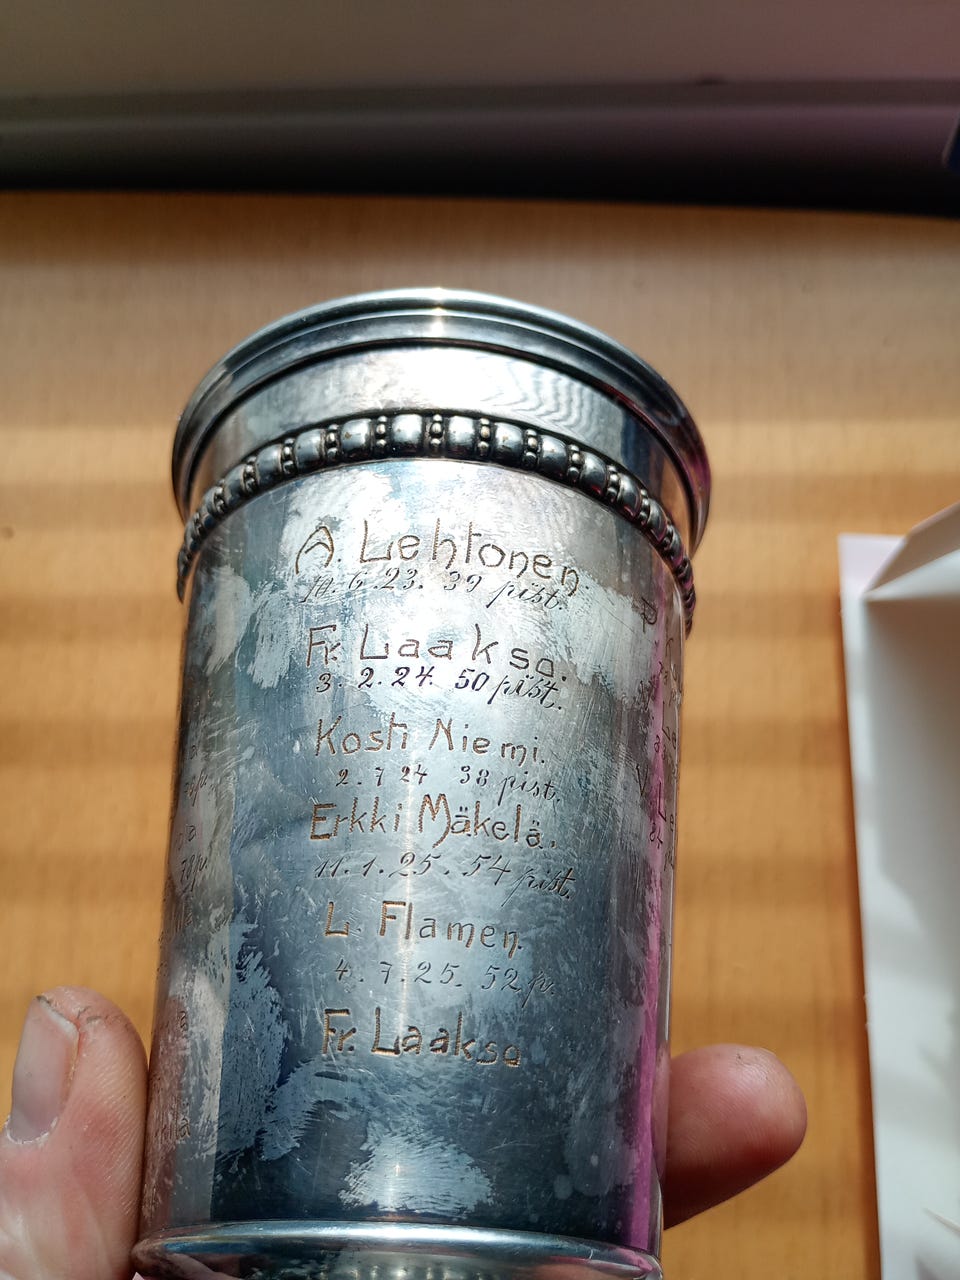 A. Lehtonen
6.23. 39 pist.
Fr. Laakso.
3. 2. 24. 50 pist.
Kosti Niemi.
2. 7 24 38 pist.
Erkki Mäkelä.
11. 1. 25. 54 pist.
L. Flamen.
4. 7. 25. 52 p.
Fr. Laakso